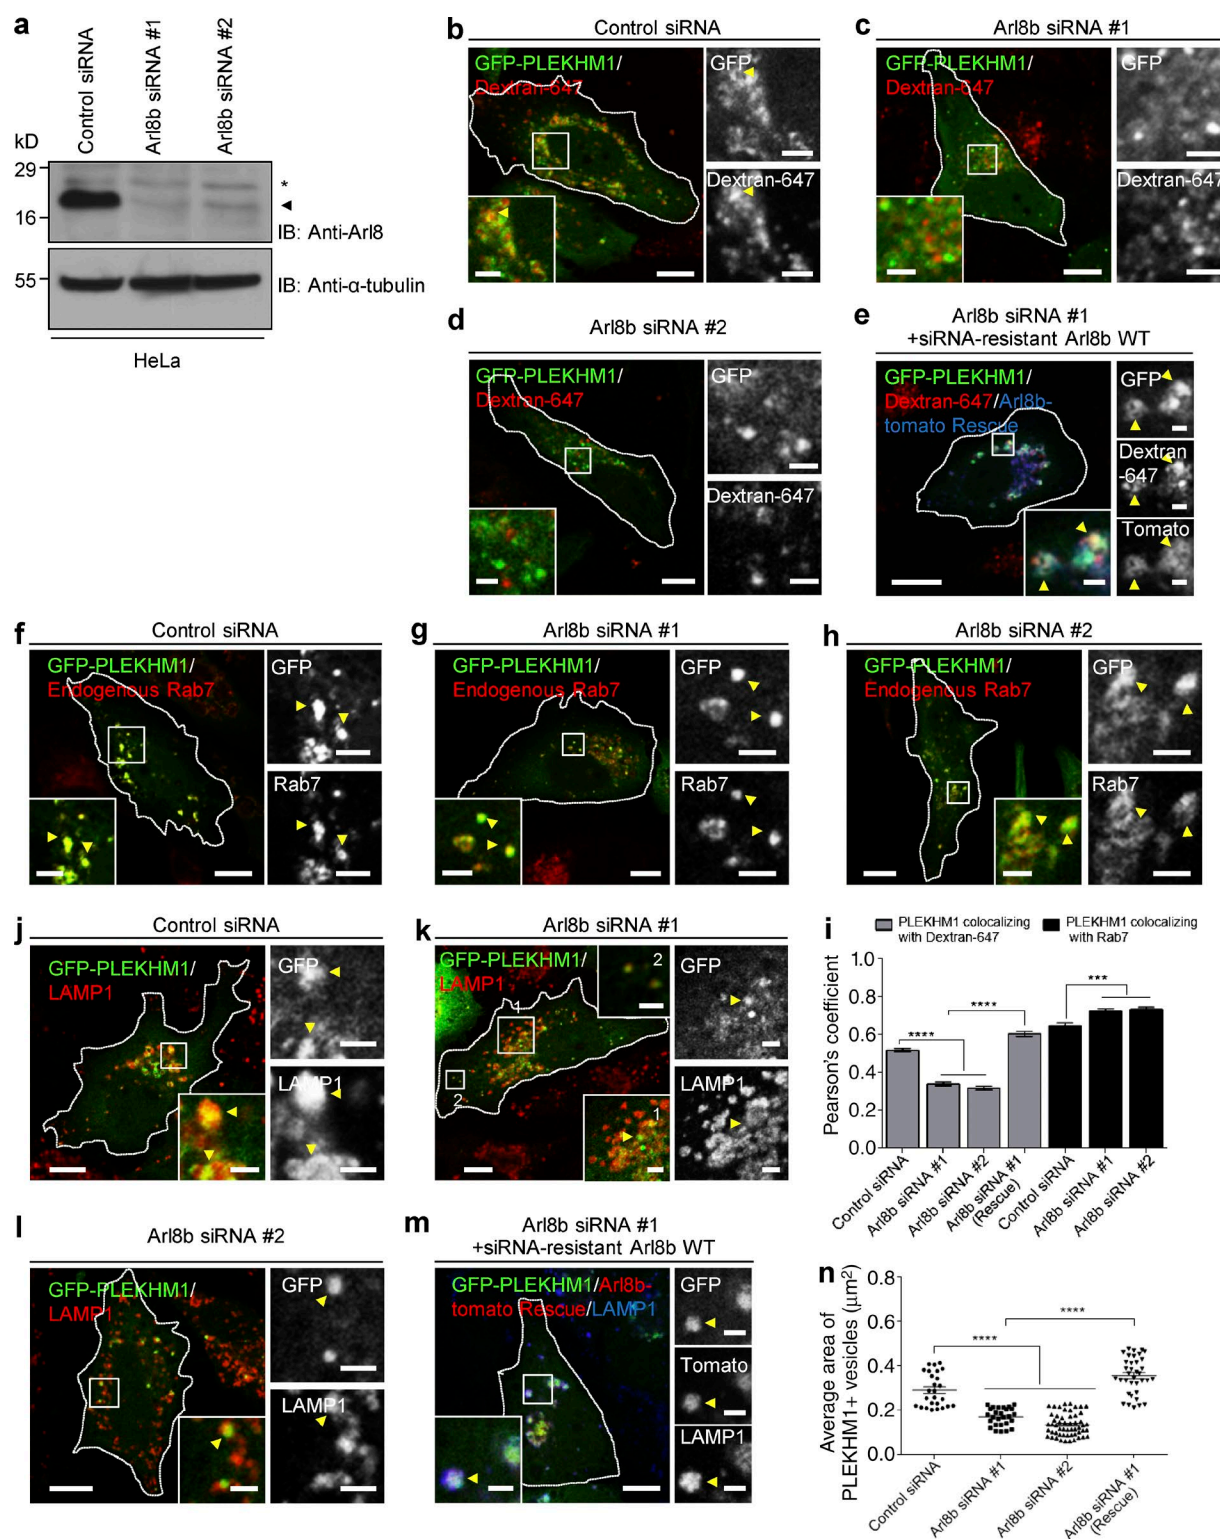 a
Control siRNA
Arl8b siRNA #1
Arl8b siRNA #2
kD
29
16
*
IB: Anti-Arl8
55
IB: Anti-α-tubulin
HeLa
b
Control siRNA
GFP-PLEKHM1/
Dextran-647
GFP
Dextran-647
c
Arl8b siRNA #1
GFP-PLEKHM1/
Dextran-647
GFP
Dextran-647
d
Arl8b siRNA #2
GFP-PLEKHM1/
Dextran-647
GFP
Dextran-647
e
Arl8b siRNA #1
+siRNA-resistant Arl8b WT
GFP-PLEKHM1/
Dextran-647/Arl8b-
tomato Rescue
GFP
Dextran
-647
Tomato
f
Control siRNA
GFP-PLEKHM1/
Endogenous Rab7
GFP
Rab7
g
Arl8b siRNA #1
GFP-PLEKHM1/
Endogenous Rab7
GFP
Rab7
h
Arl8b siRNA #2
GFP-PLEKHM1/
Endogenous Rab7
GFP
Rab7
j
Control siRNA
GFP-PLEKHM1/
LAMP1
GFP
LAMP1
k
Arl8b siRNA #1
GFP-PLEKHM1/
LAMP1
1
2
2
1
GFP
LAMP1
i
PLEKHM1 colocalizing
with Dextran-647
PLEKHM1 colocalizing
with Rab7
Pearson's coefficient
1.0
0.8
0.6
0.4
0.2
0.0
****
****
***
Control siRNA
Arl8b siRNA #1
Arl8b siRNA #2
Arl8b siRNA #1
(Rescue)
Control siRNA
Arl8b siRNA #1
Arl8b siRNA #2
l
Arl8b siRNA #2
GFP-PLEKHM1/
LAMP1
GFP
LAMP1
m
Arl8b siRNA #1
+siRNA-resistant Arl8b WT
GFP-PLEKHM1/Arl8b-
tomato Rescue/LAMP1
GFP
Tomato
LAMP1
n
Average area of
PLEKHM1+ vesicles (μm²)
0.8
0.6
0.4
0.2
0.0
****
****
Control siRNA
Arl8b siRNA #1
Arl8b siRNA #2
Arl8b siRNA #1
(Rescue)